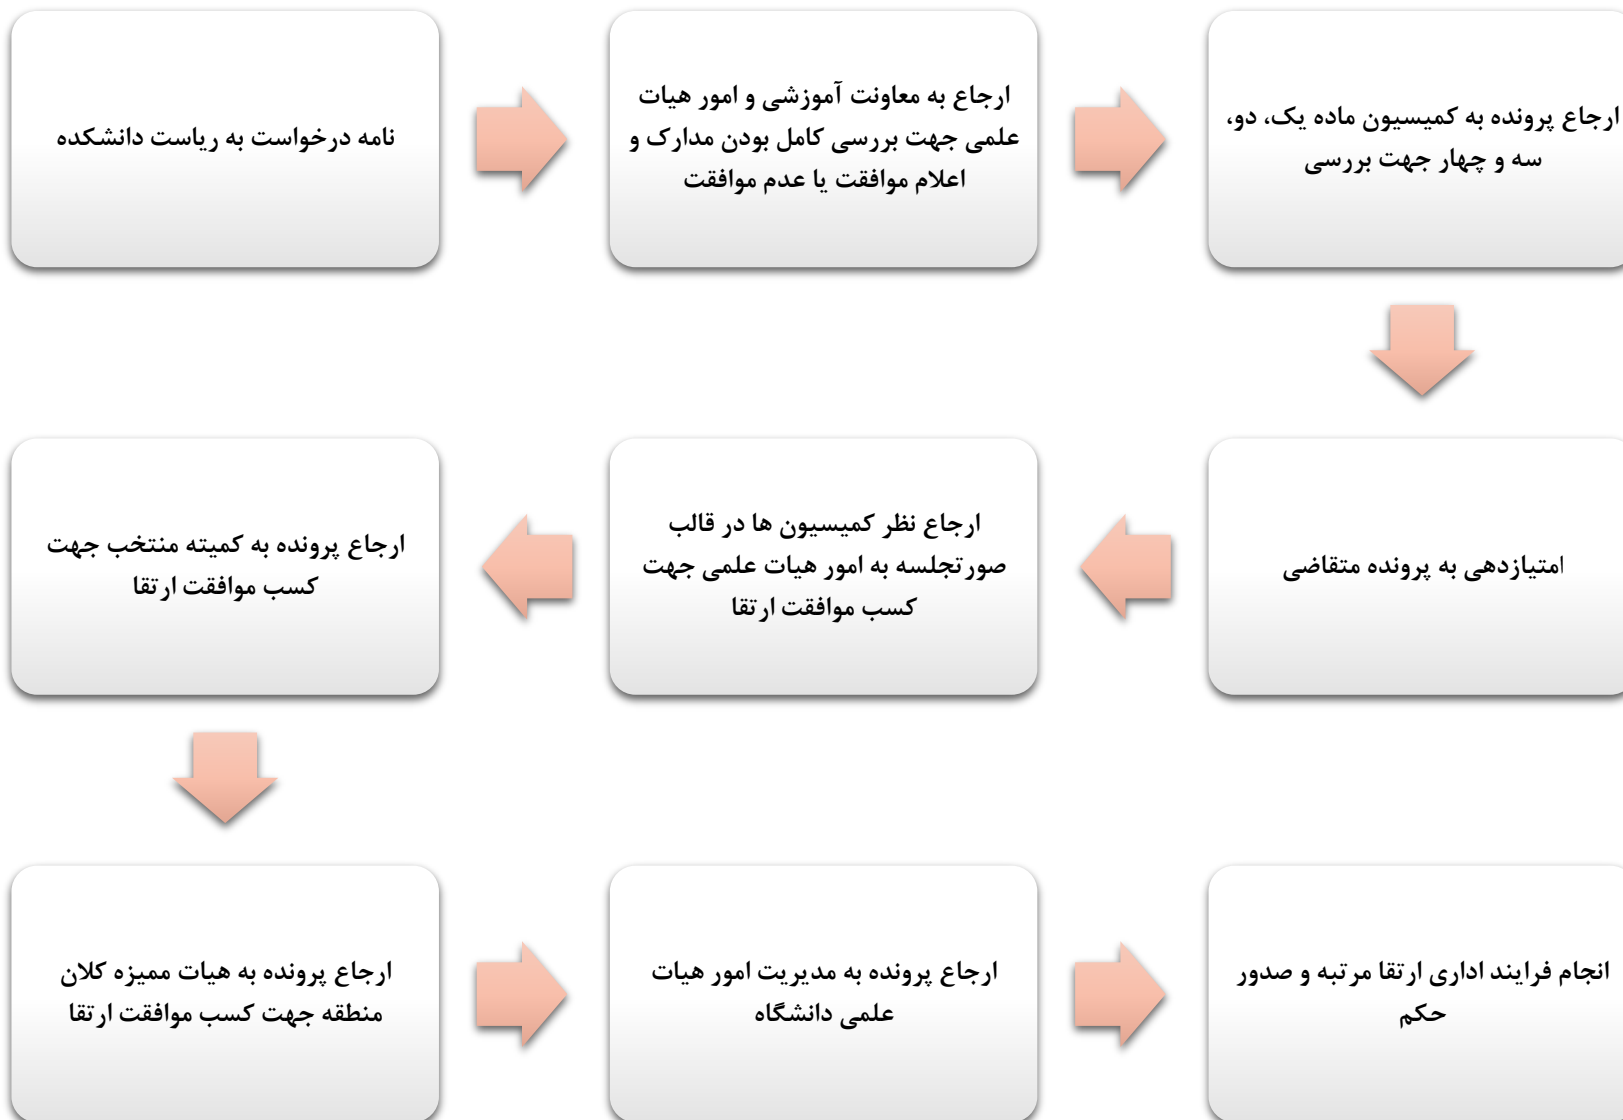 نامه درخواست به ریاست دانشکده
ارجاع به معاونت آموزشی و امور هیات
علمی جهت بررسی کامل بودن مدارک و
اعلام موافقت یا عدم موافقت
ارجاع پرونده به کمیسیون ماده یک، دو،
سه و چهار جهت بررسی
امتیازدهی به پرونده متقاضی
ارجاع نظر کمیسیون ها در قالب
صورتجلسه به امور هیات علمی جهت
کسب موافقت ارتقا
ارجاع پرونده به کمیته منتخب جهت
کسب موافقت ارتقا
ارجاع پرونده به هیات ممیزه کلان
منطقه جهت کسب موافقت ارتقا
ارجاع پرونده به مدیریت امور هیات
علمی دانشگاه
انجام فرایند اداری ارتقا مرتبه و صدور
حکم